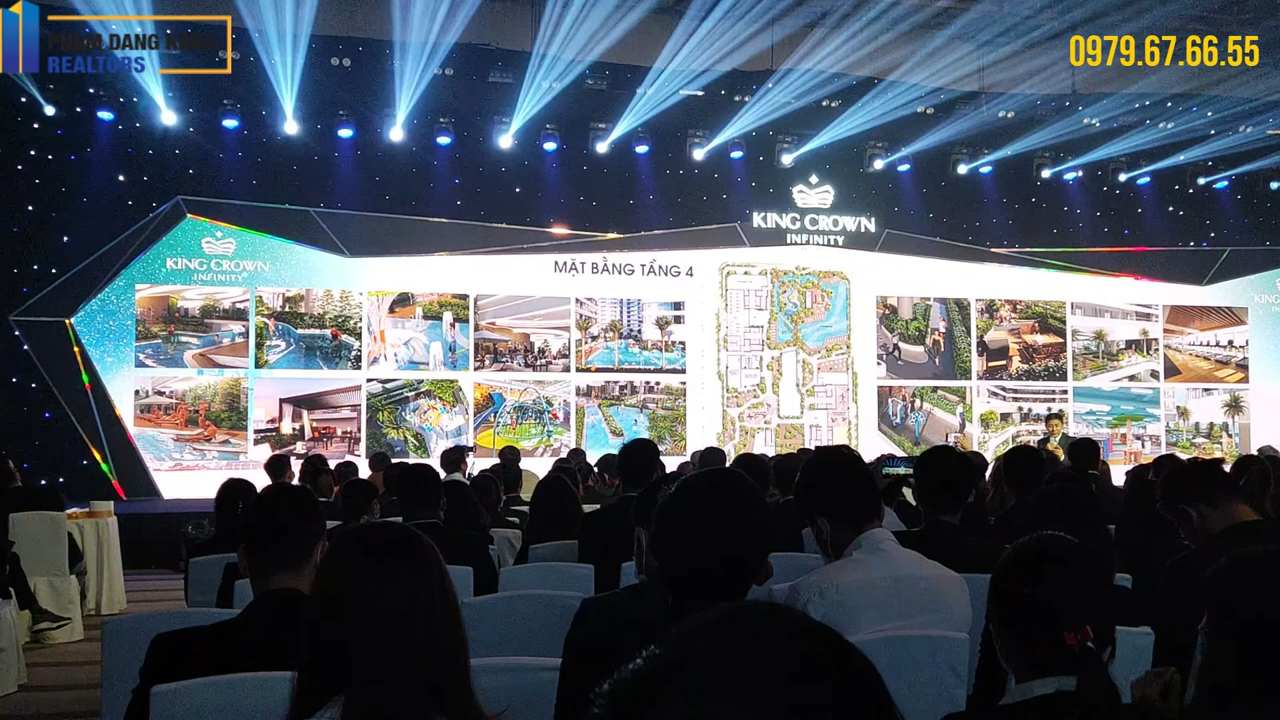 REALTORS
0979.67.66.55
KING CROWN
INFINITY
KING CROWN
INFINITY
MẶT BẰNG TẦNG 4